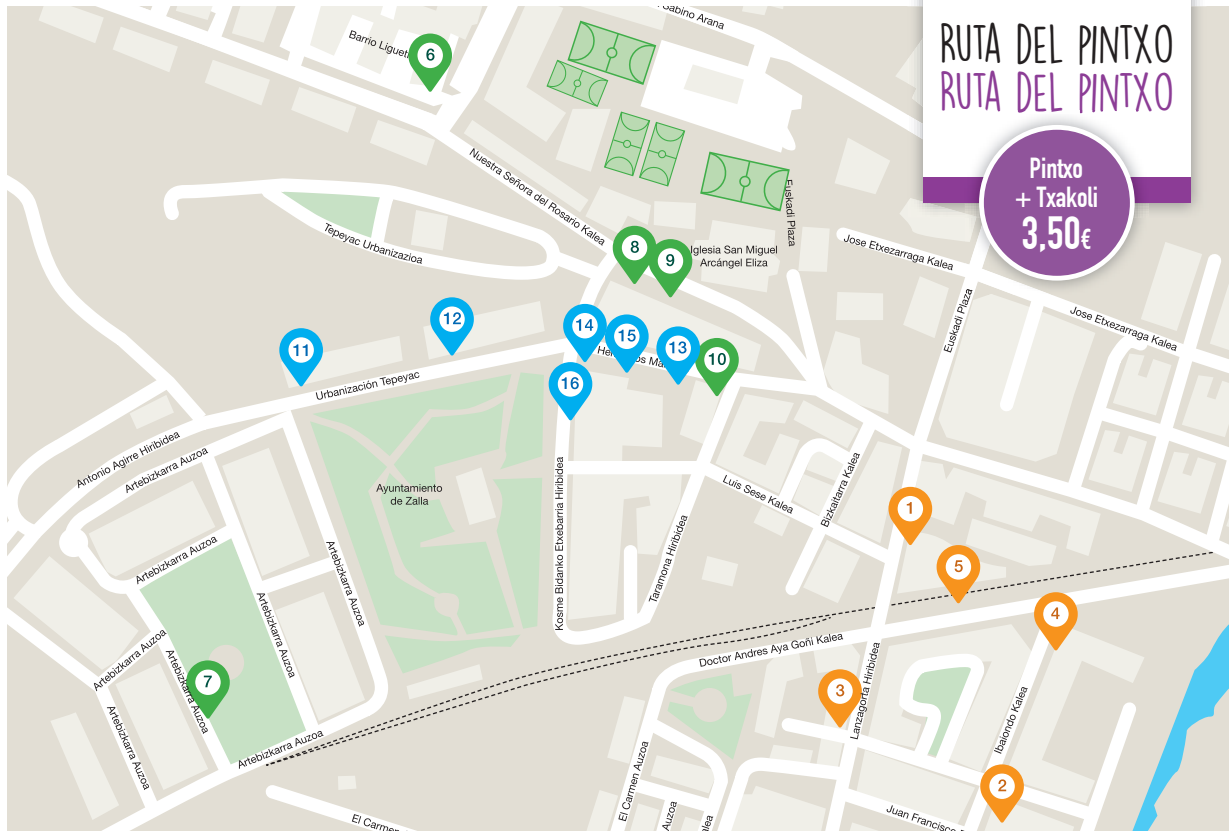 RUTA DEL PINTXO
RUTA DEL PINTXO
Pintxo
+ Txakoli
3,50€
Sabino Arana
Barrio
6
Nuestra Señora del Rosario Kalea
Euskadi Plaza
Tepeyac Urbanizazioa
8
9
Iglesia San Miguel
Arcángel Eliza
Jose Etxezarraga Kalea
Euskadi Plaza
Jose Etxezarraga Kalea
11
12
14
15
13
10
16
Urbanización Tepeyac
Antonio Agirre Hiribidea
Artebizkarra Auzoa
Ayuntamiento
de Zalla
Kosme Bidanko Etxebarria Hiribidea
Luis Sese Kalea
Bizkaitarra Kalea
Taramona Hiribidea
1
5
4
Artebizkarra Auzoa
Artebizkarra Auzoa
Artebizkarra Auzoa
Artebizkarra Auzoa
Artebizkarra Auzoa
7
Artebizkarra Auzoa
Artebizkarra Auzoa
Doctor Andres Aya Goñi Kalea
3
Lanzagorta Hiribidea
Ibaiondo Kalea
2
El Carmen Auzoa
El Carmen
Auzoa
Juan Francisco